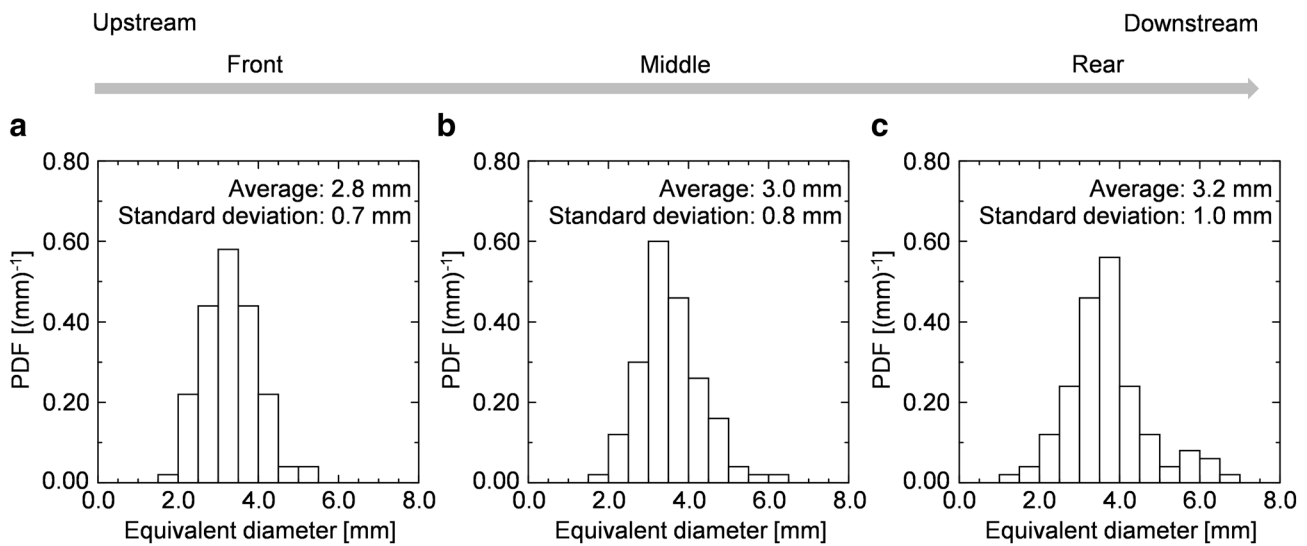 Upstream
Downstream
Front
Middle
Rear
a
b
c
Average: 2.8 mm
Standard deviation: 0.7 mm
Average: 3.0 mm
Standard deviation: 0.8 mm
Average: 3.2 mm
Standard deviation: 1.0 mm
PDF [(mm)⁻¹]
0.80
0.60
0.40
0.20
0.00
0.0 2.0 4.0 6.0 8.0
Equivalent diameter [mm]
PDF [(mm)⁻¹]
0.80
0.60
0.40
0.20
0.00
0.0 2.0 4.0 6.0 8.0
Equivalent diameter [mm]
PDF [(mm)⁻¹]
0.80
0.60
0.40
0.20
0.00
0.0 2.0 4.0 6.0 8.0
Equivalent diameter [mm]